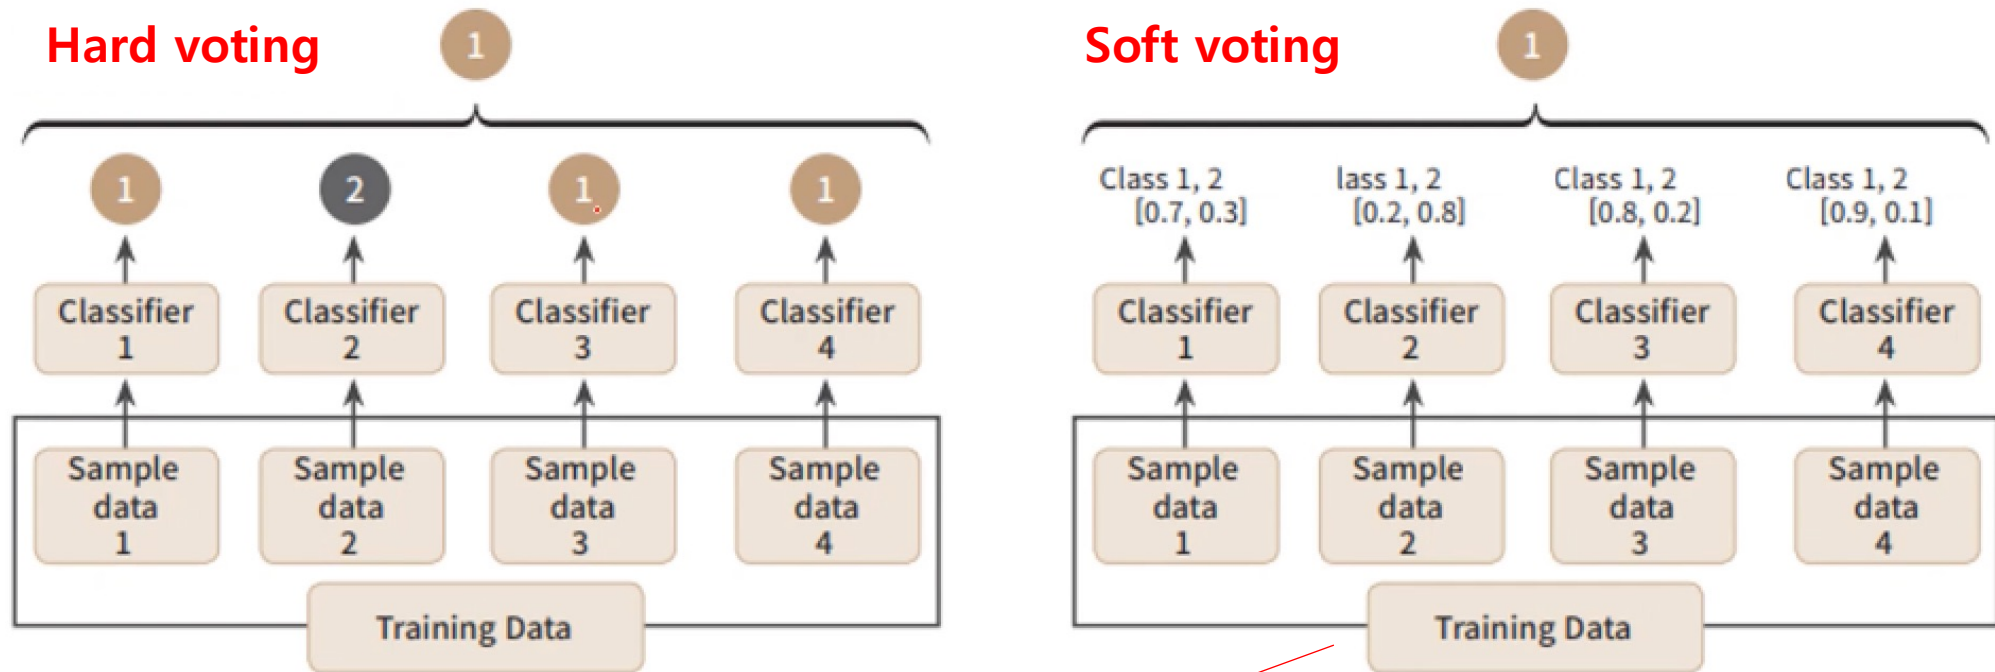 Hard voting
1
1
2
1
1
Classifier
1
Classifier
2
Classifier
3
Classifier
4
Sample
data
1
Sample
data
2
Sample
data
3
Sample
data
4
Training Data
Soft voting
1
Class 1, 2
[0.7, 0.3]
lass 1, 2
[0.2, 0.8]
Class 1, 2
[0.8, 0.2]
Class 1, 2
[0.9, 0.1]
Classifier
1
Classifier
2
Classifier
3
Classifier
4
Sample
data
1
Sample
data
2
Sample
data
3
Sample
data
4
Training Data